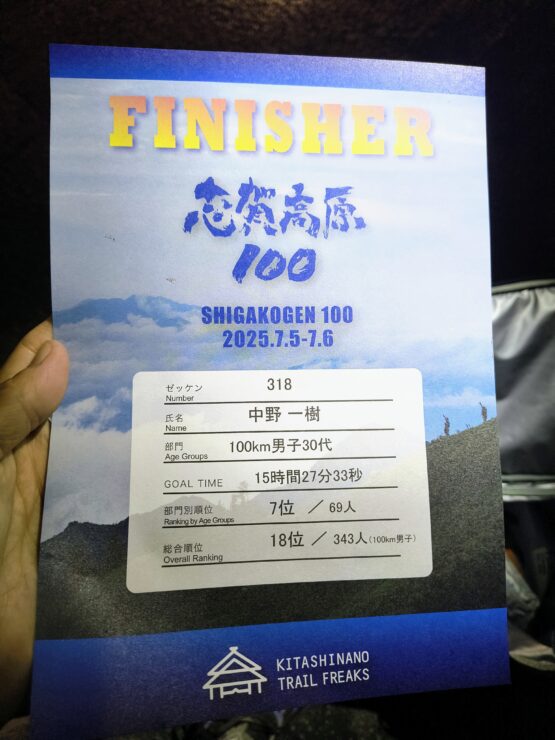 FINISHER
志賀高原
100
SHIGAKOGEN 100
2025.7.5-7.6
ゼッケン 318
Number
氏名 中野 一樹
Name
部門 100km男子30代
Age Groups
GOAL TIME 15時間27分33秒
部門別順位 7位 ／ 69人
Ranking by Age Groups
総合順位 18位 ／ 343人(100km男子)
Overall Ranking
KITASHINANO
TRAIL FREAKS